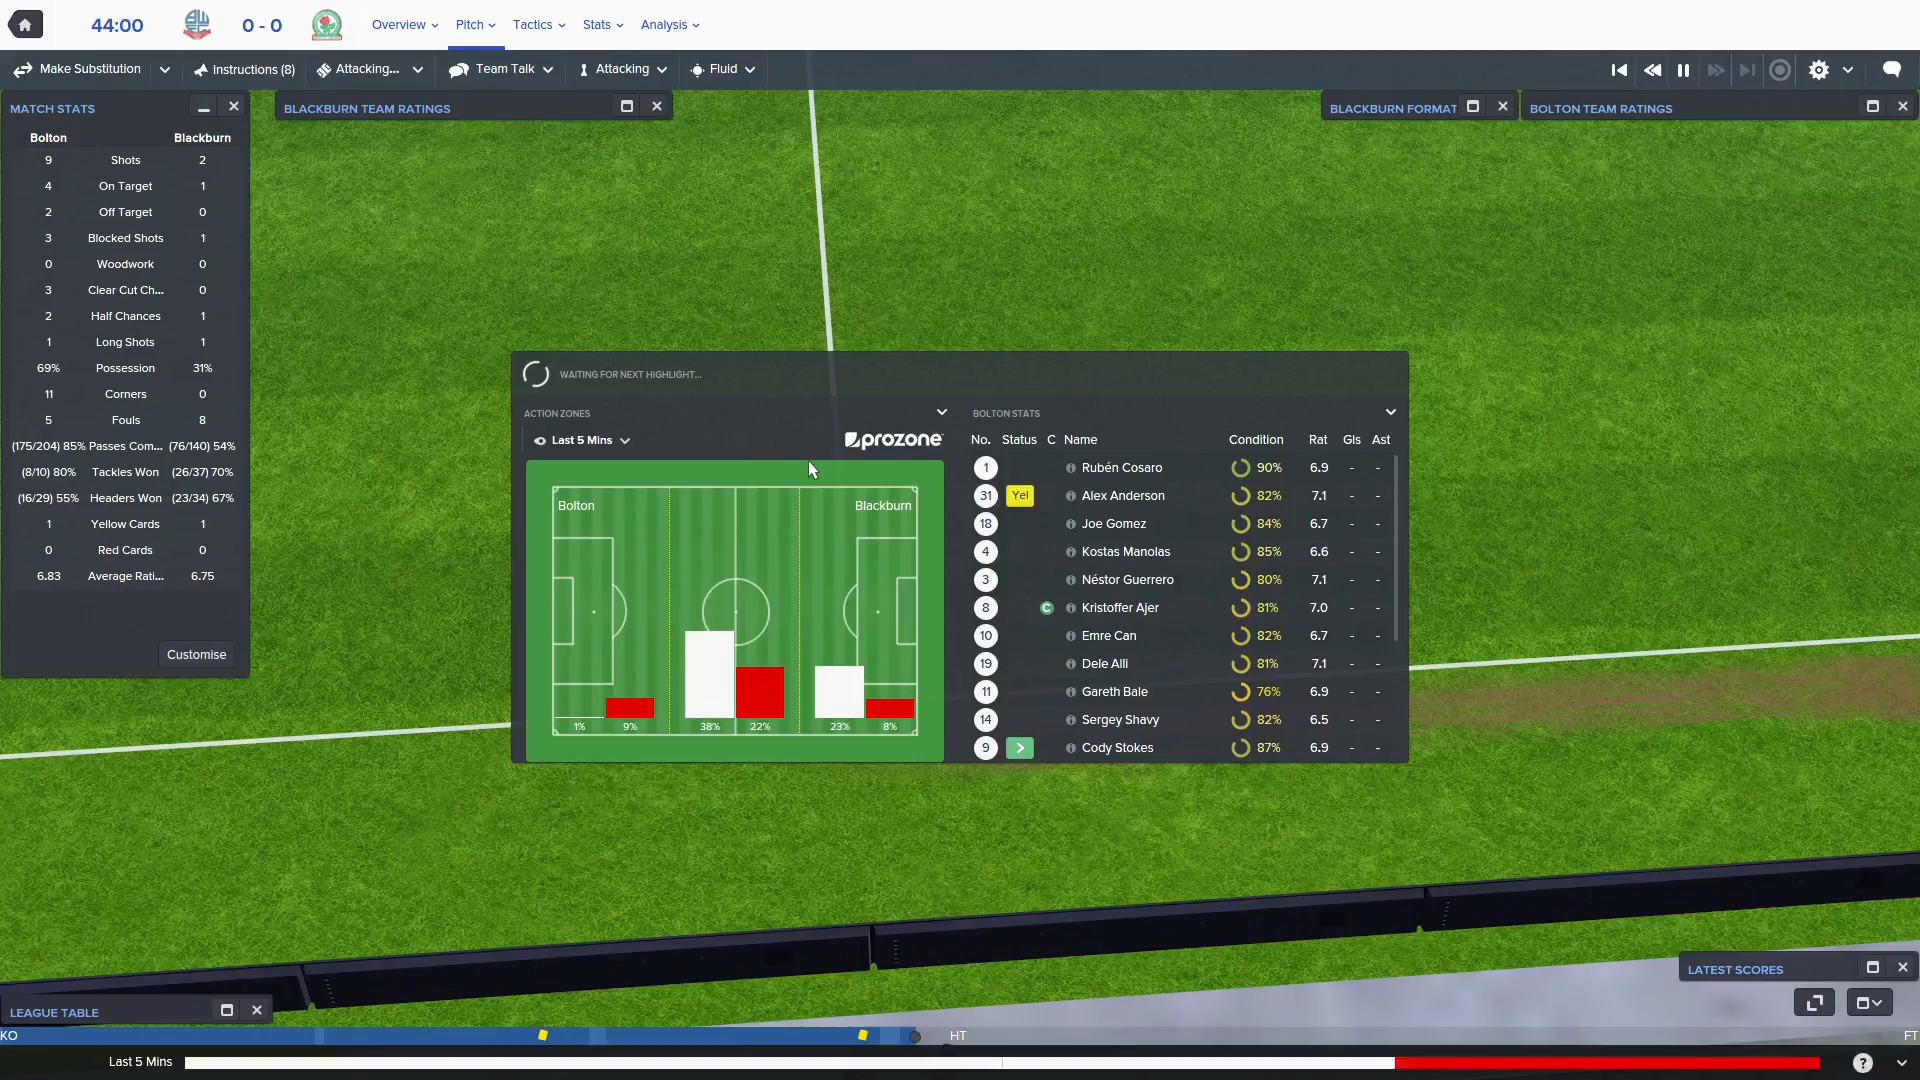 44:00 0 - 0 Overview Pitch Tactics Stats Analysis
Make Substitution Instructions (8) Attacking... Team Talk Attacking Fluid
MATCH STATS
Bolton Blackburn
9 Shots 2
4 On Target 1
2 Off Target 0
3 Blocked Shots 1
0 Woodwork 0
3 Clear Cut Ch... 0
2 Half Chances 1
1 Long Shots 1
69% Possession 31%
11 Corners 0
5 Fouls 8
(175/204) 85% Passes Com... (76/140) 54%
(8/10) 80% Tackles Won (26/37) 70%
(16/29) 55% Headers Won (23/34) 67%
1 Yellow Cards 1
0 Red Cards 0
6.83 Average Rati... 6.75
Customise
BLACKBURN TEAM RATINGS
BLACKBURN FORMAT
BOLTON TEAM RATINGS
WAITING FOR NEXT HIGHLIGHT...
ACTION ZONES
Last 5 Mins prozone
Bolton Blackburn
1% 9% 38% 22% 23% 8%
BOLTON STATS
No. Status C Name Condition Rat Gls Ast
1 Rubén Cosaro 90% 6.9 - -
31 Yel Alex Anderson 82% 7.1 - -
18 Joe Gomez 84% 6.7 - -
4 Kostas Manolas 85% 6.6 - -
3 Néstor Guerrero 80% 7.1 - -
8 C Kristoffer Ajer 81% 7.0 - -
10 Emre Can 82% 6.7 - -
19 Dele Alli 81% 7.1 - -
11 Gareth Bale 76% 6.9 - -
14 Sergey Shavy 82% 6.5 - -
9 Cody Stokes 87% 6.9 - -
LATEST SCORES
LEAGUE TABLE
KO HT FT
Last 5 Mins ?